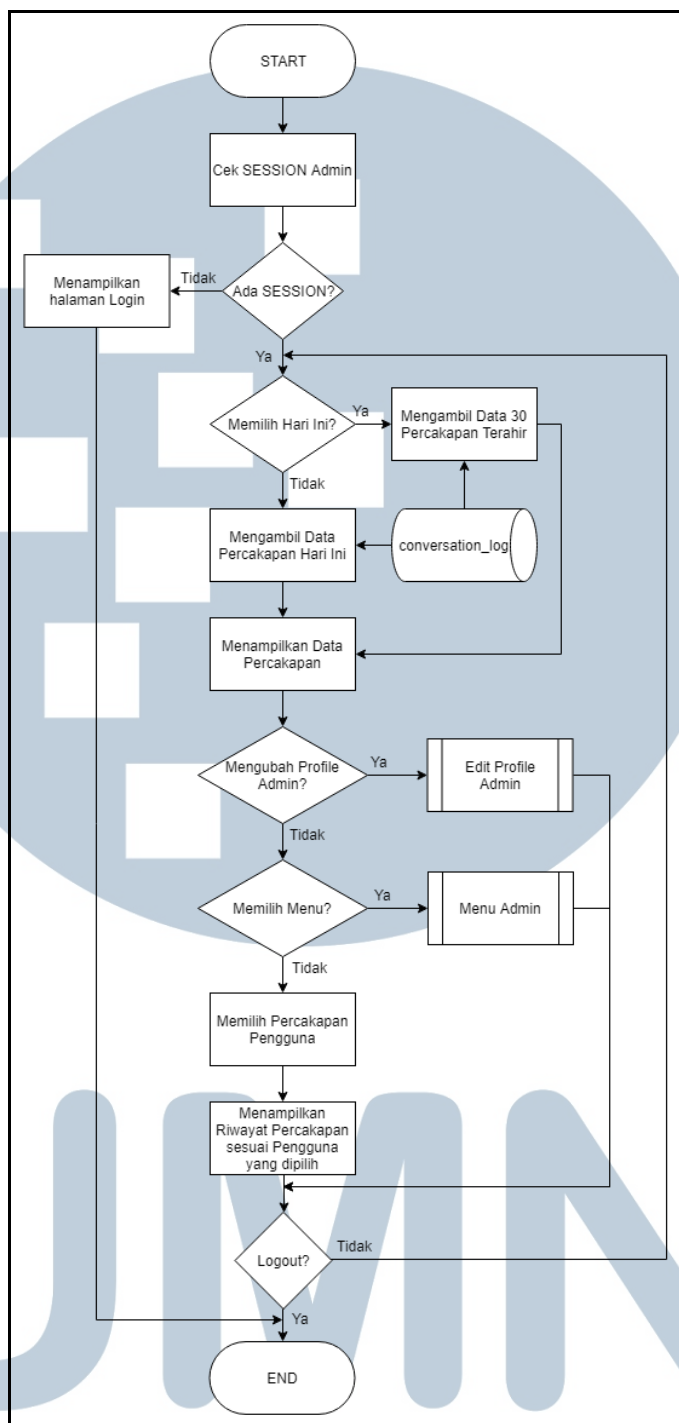 START
Cek SESSION Admin
Ada SESSION?
Tidak
Menampilkan
halaman Login
Ya
Memilih Hari Ini?
Ya
Mengambil Data 30
Percakapan Terahir
Tidak
Mengambil Data
Percakapan Hari Ini
conversation_log
Menampilkan Data
Percakapan
Mengubah Profile
Admin?
Ya
Edit Profile
Admin
Tidak
Memilih Menu?
Ya
Menu Admin
Tidak
Memilih Percakapan
Pengguna
Menampilkan
Riwayat Percakapan
sesuai Pengguna
yang dipilih
Logout?
Tidak
Ya
END
UMN